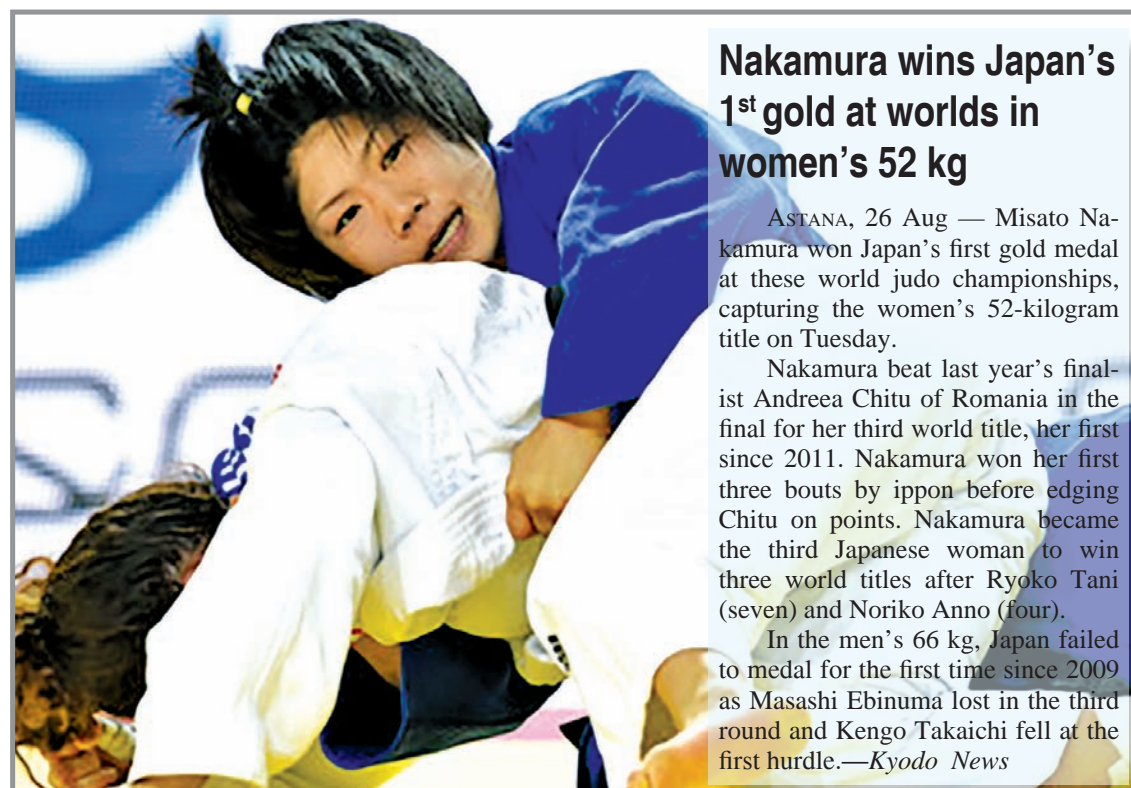 Nakamura wins Japan's
1st gold at worlds in
women's 52 kg
ASTANA, 26 Aug — Misato Na-
kamura won Japan's first gold medal
at these world judo championships,
capturing the women's 52-kilogram
title on Tuesday.
Nakamura beat last year's final-
ist Andreea Chitu of Romania in the
final for her third world title, her first
since 2011. Nakamura won her first
three bouts by ippon before edging
Chitu on points. Nakamura became
the third Japanese woman to win
three world titles after Ryoko Tani
(seven) and Noriko Anno (four).
In the men's 66 kg, Japan failed
to medal for the first time since 2009
as Masashi Ebinuma lost in the third
round and Kengo Takaichi fell at the
first hurdle.—Kyodo News